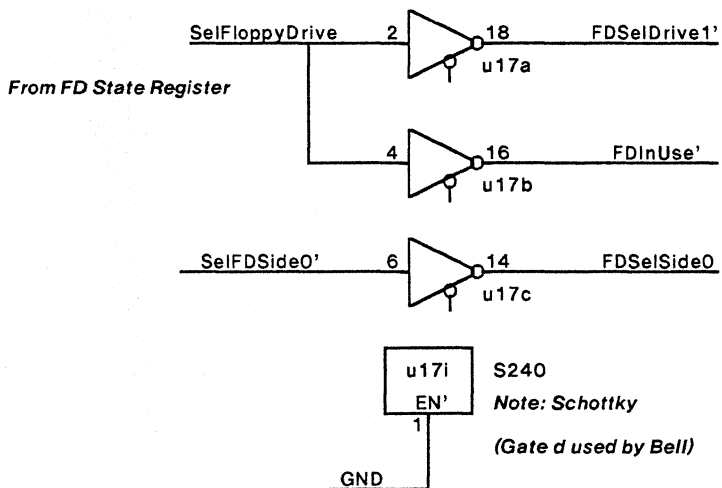 SelFloppyDrive 2 18 FDSelDrive1'
u17a
From FD State Register
4 16 FDInUse'
u17b
SelFDSide0' 6 14 FDSelSide0
u17c
u17i S240
EN' Note: Schottky
1
(Gate d used by Bell)
GND